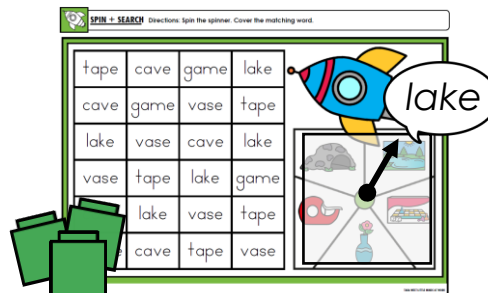 SPIN + SEARCH Directions: Spin the spinner. Cover the matching word.
tape cave game lake
cave game vase tape
lake vase cave lake
vase tape lake game
lake vase tape
cave tape vase
lake